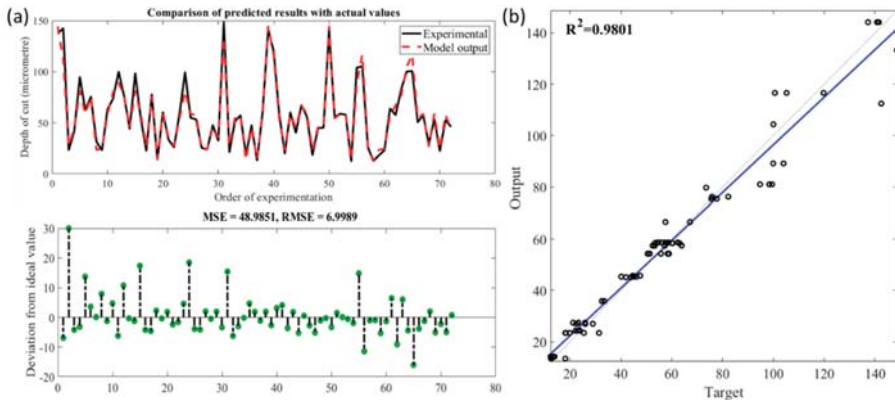 (a)
Comparison of predicted results with actual values
Depth of cut (micrometre)
150
100
50
0
Experimental
Model output
0 10 20 30 40 50 60 70 80
Order of experimentation
MSE = 48.9851, RMSE = 6.9989
Deviation from ideal value
30
20
10
0
-10
-20
0 10 20 30 40 50 60 70 80
(b)
R²=0.9801
Output
140
120
100
80
60
40
20
20 40 60 80 100 120 140
Target